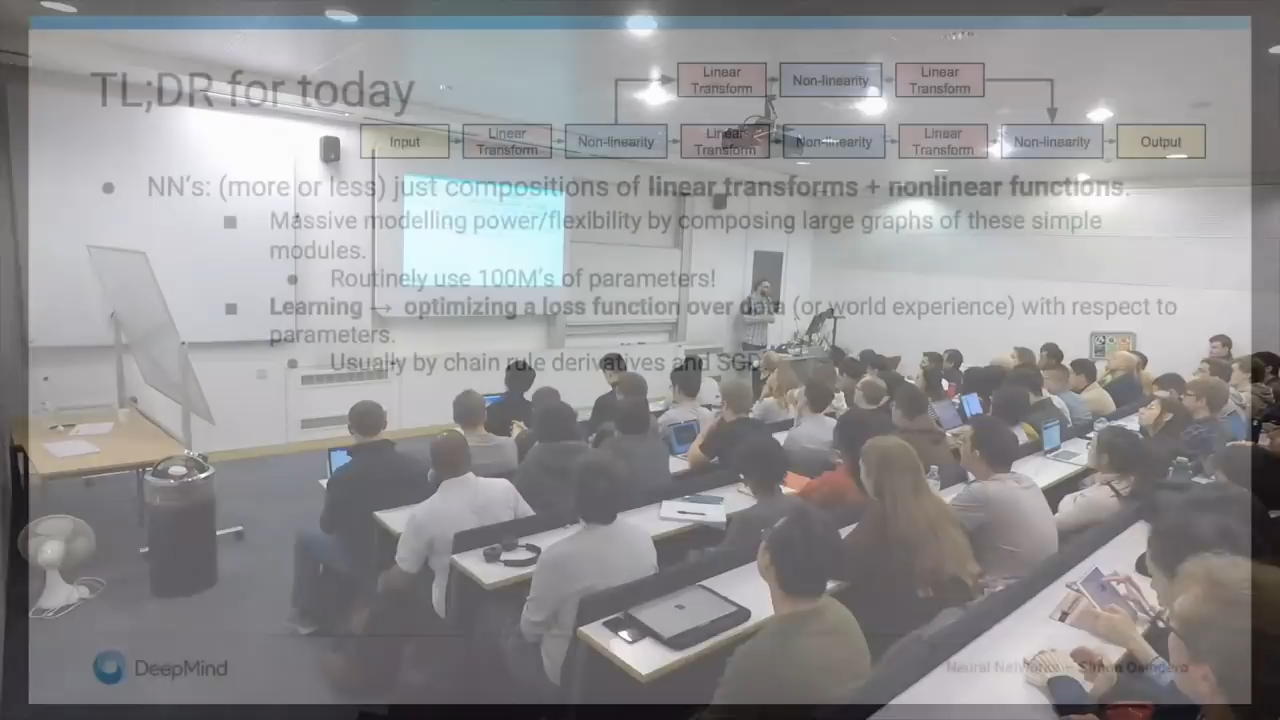 TL;DR for today
Linear Transform
Non-linearity
Linear Transform
Input
Linear Transform
Non-linearity
Linear Transform
Non-linearity
Linear Transform
Non-linearity
Output
NN's: (more or less) just compositions of linear transforms + nonlinear functions.
Massive modelling power/flexibility by composing large graphs of these simple
modules.
Routinely use 100M's of parameters!
Learning → optimizing a loss function over data (or world experience) with respect to
parameters.
Usually by chain rule derivatives and SGD
DeepMind
Neural Networks – Simon Osindero